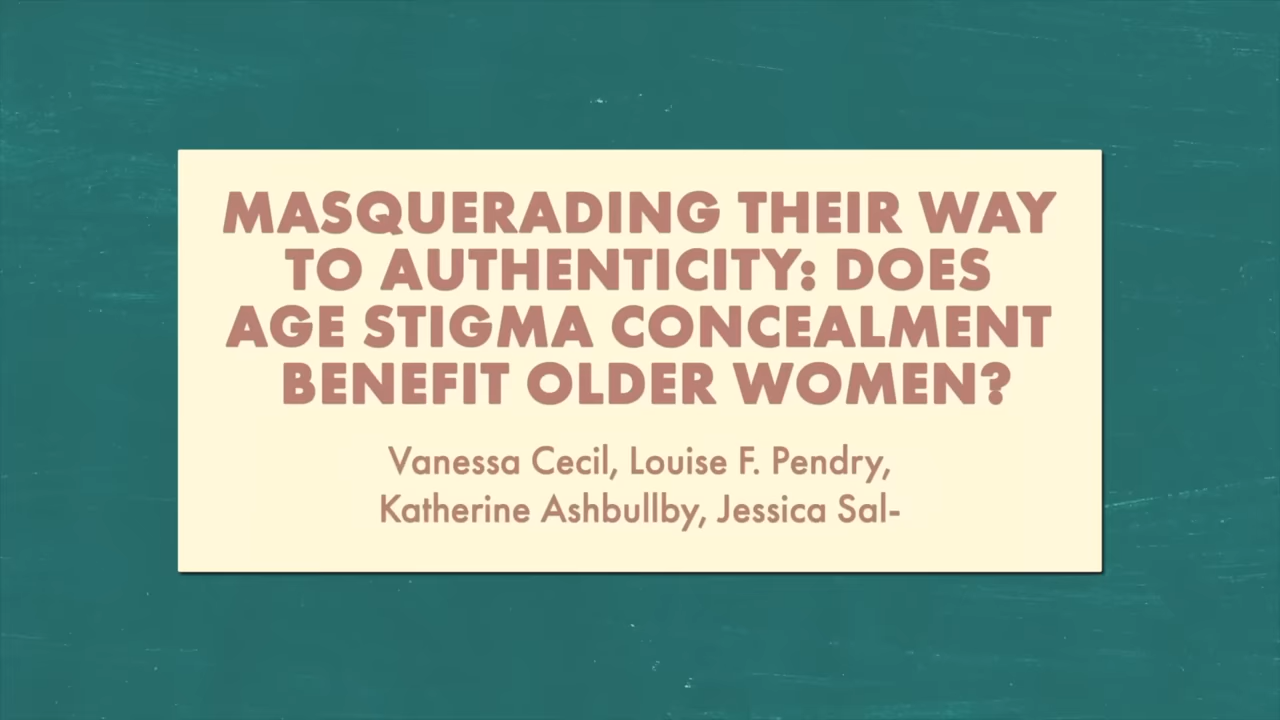 MASQUERADING THEIR WAY
TO AUTHENTICITY: DOES
AGE STIGMA CONCEALMENT
BENEFIT OLDER WOMEN?
Vanessa Cecil, Louise F. Pendry,
Katherine Ashbullby, Jessica Sal-